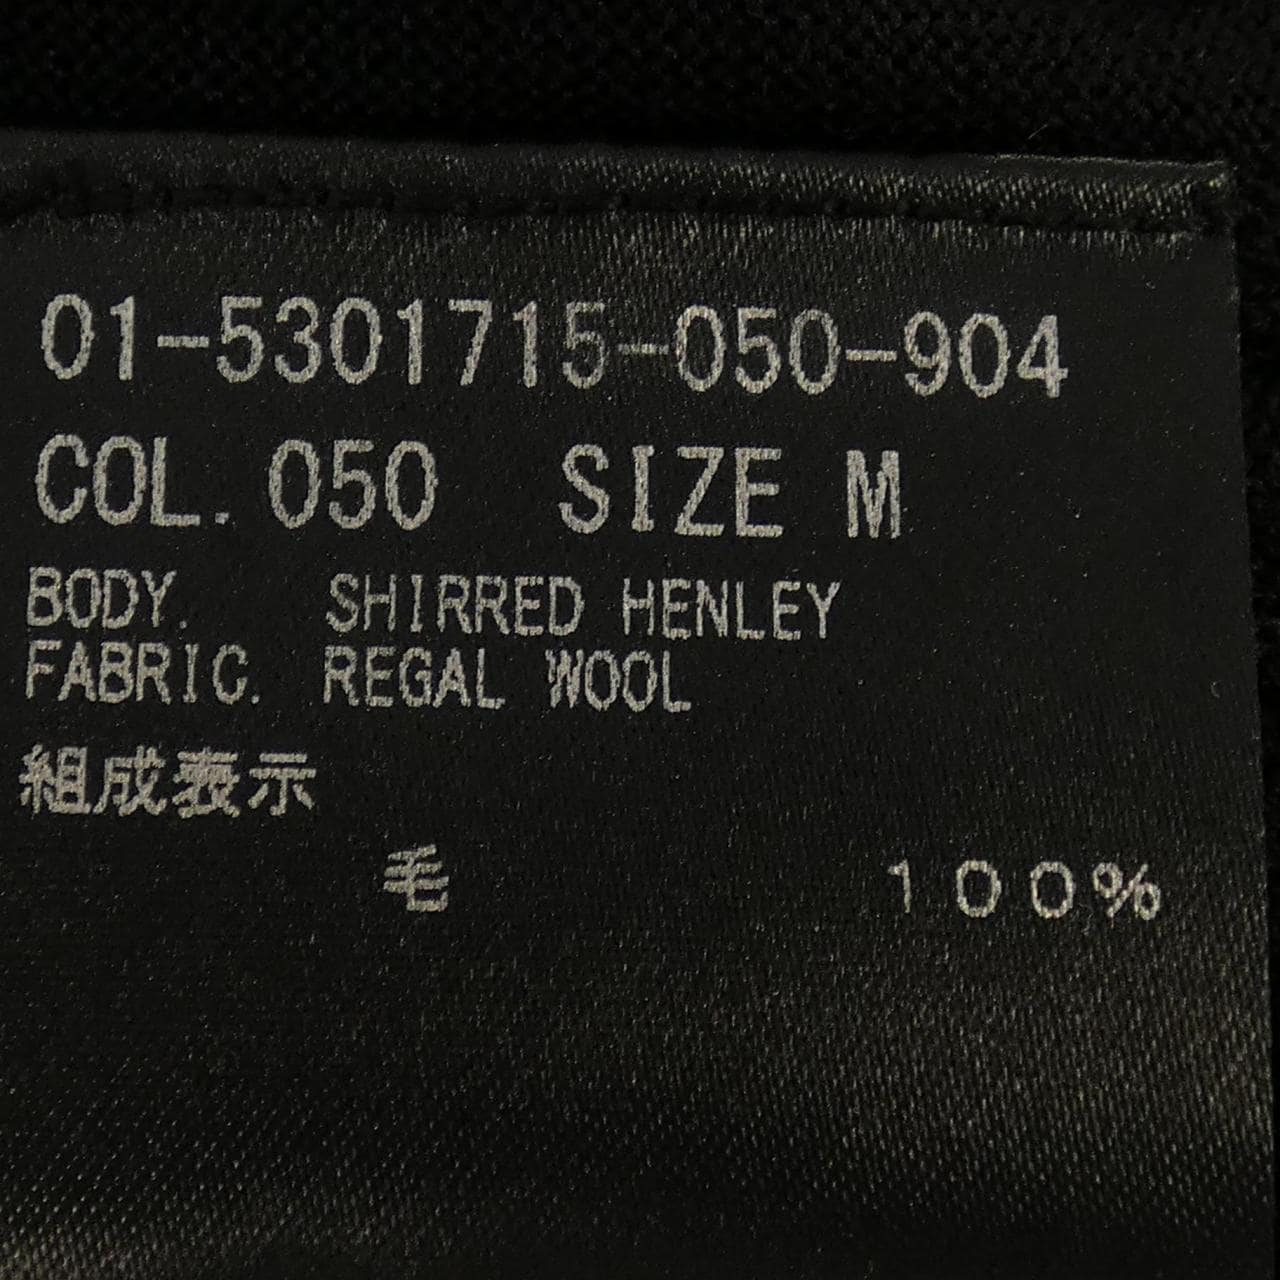 01-5301715-050-904
COL. 050 SIZE M
BODY. SHIRRED HENLEY
FABRIC. REGAL WOOL
組成表示
毛 100%